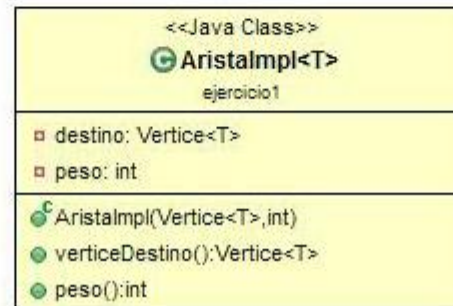 <<Java Class>>
AristaImpl<T>
ejercicio1
destino: Vertice<T>
peso: int
AristaImpl(Vertice<T>,int)
verticeDestino():Vertice<T>
peso():int